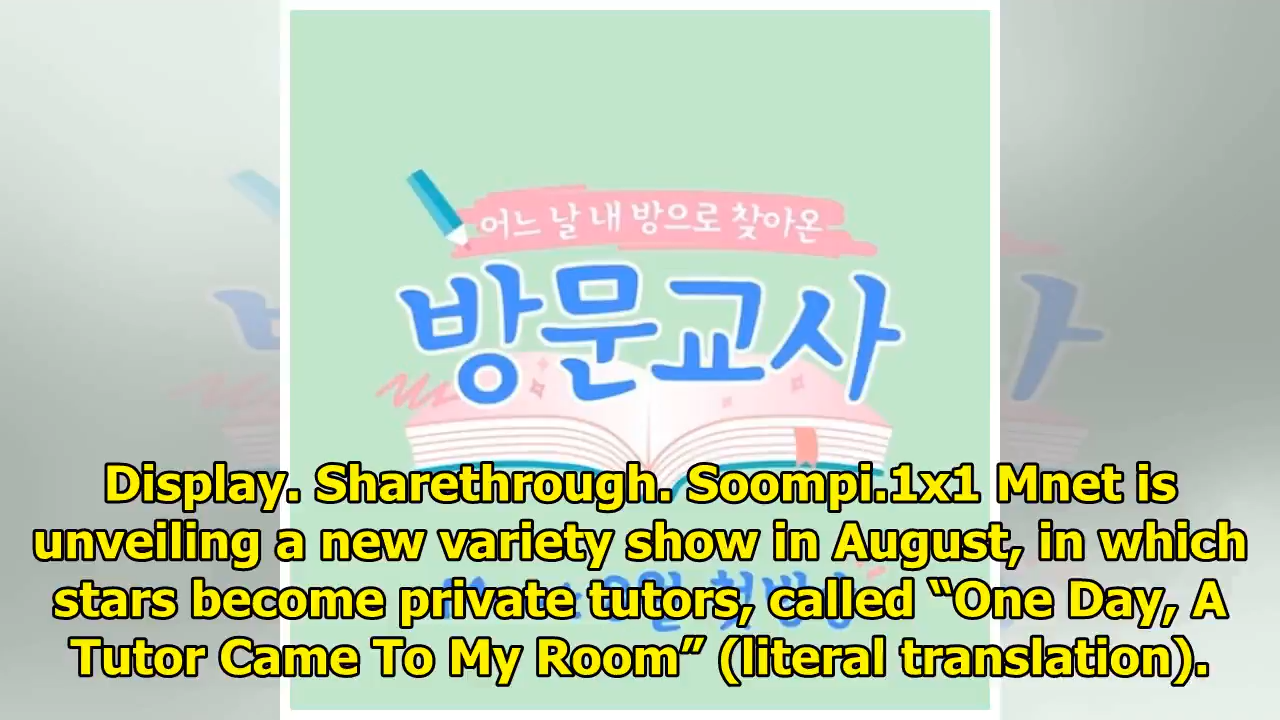 어느 날 내 방으로 찾아온
방문교사
Display. Sharethrough. Soompi.1x1 Mnet is
unveiling a new variety show in August, in which
stars become private tutors, called “One Day, A
Tutor Came To My Room” (literal translation).